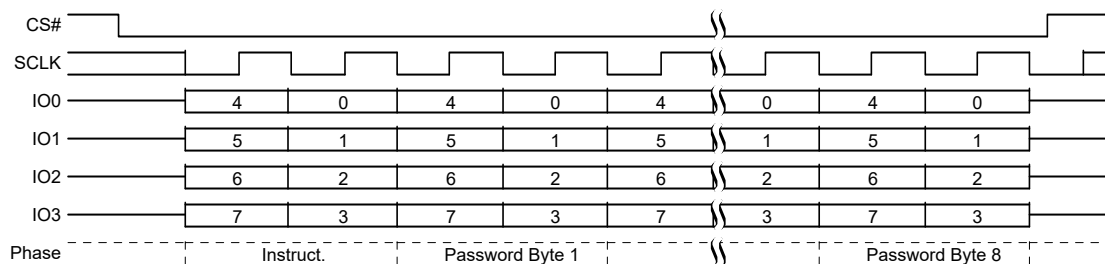 CS#
SCLK
IO0 4 0 4 0 4 0 4 0
IO1 5 1 5 1 5 1 5 1
IO2 6 2 6 2 6 2 6 2
IO3 7 3 7 3 7 3 7 3
Phase Instruct. Password Byte 1 Password Byte 8